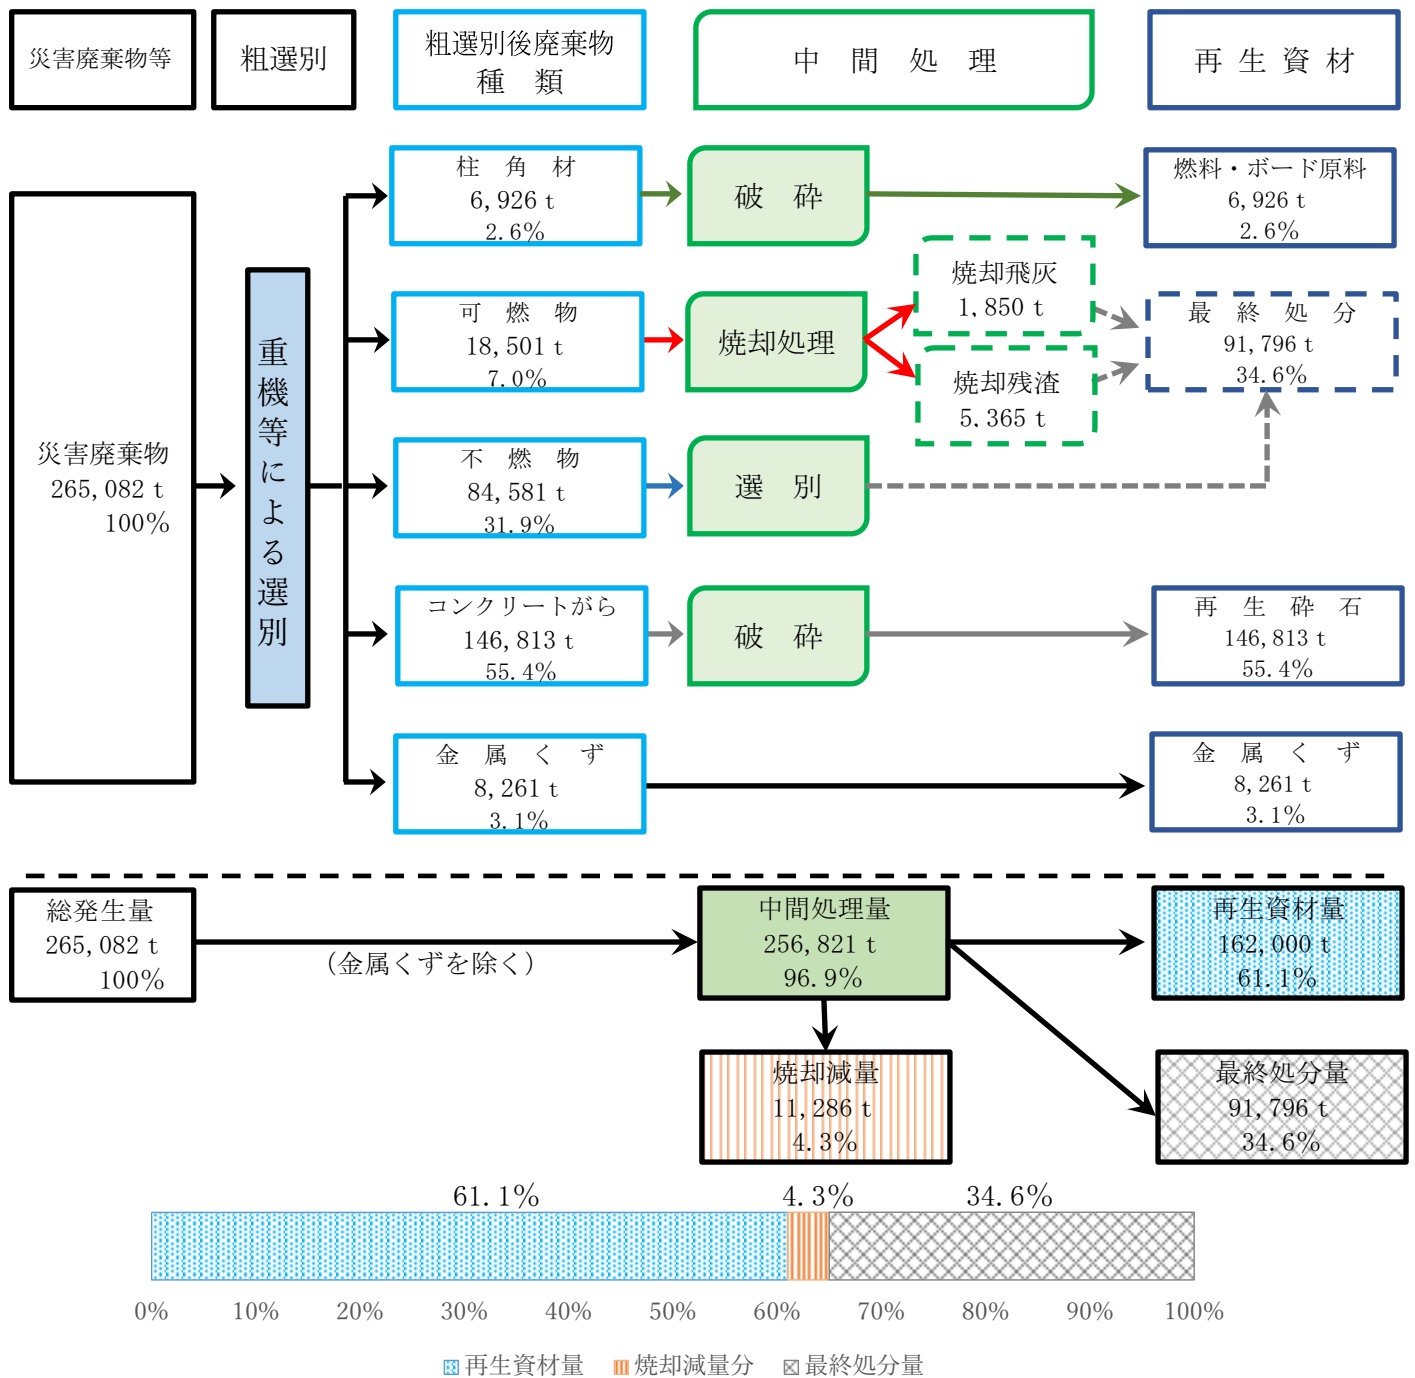 災害廃棄物等
粗選別
粗選別後廃棄物
種　類
中　間　処　理
再 生 資 材
災害廃棄物
265,082 t
100%
重機等による選別
柱　角　材
6,926 t
2.6%
破　砕
燃料・ボード原料
6,926 t
2.6%
可　燃　物
18,501 t
7.0%
焼却処理
焼却飛灰
1,850 t
焼却残渣
5,365 t
最　終　処　分
91,796 t
34.6%
不　燃　物
84,581 t
31.9%
選　別
コンクリートがら
146,813 t
55.4%
破　砕
再　生　砕　石
146,813 t
55.4%
金　属　く　ず
8,261 t
3.1%
金　属　く　ず
8,261 t
3.1%
総発生量
265,082 t
100%
（金属くずを除く）
中間処理量
256,821 t
96.9%
再生資材量
162,000 t
61.1%
焼却減量
11,286 t
4.3%
最終処分量
91,796 t
34.6%
61.1% 4.3% 34.6%
0% 10% 20% 30% 40% 50% 60% 70% 80% 90% 100%
再生資材量 焼却減量分 最終処分量